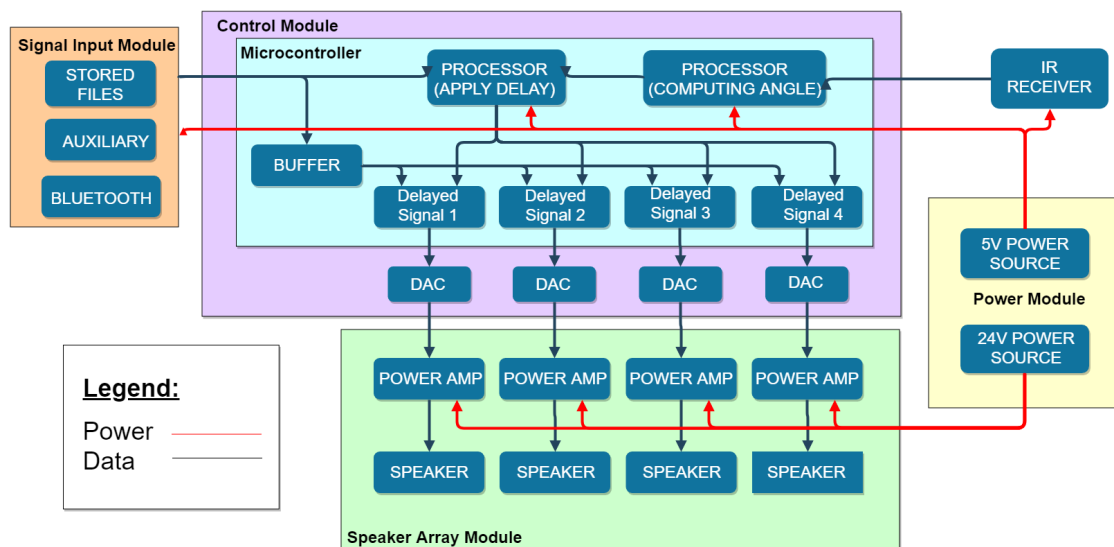 Control Module
Signal Input Module
Microcontroller
STORED
FILES
AUXILIARY
BLUETOOTH
PROCESSOR
(APPLY DELAY)
PROCESSOR
(COMPUTING ANGLE)
IR
RECEIVER
BUFFER
Delayed
Signal 1
Delayed
Signal 2
Delayed
Signal 3
Delayed
Signal 4
DAC
DAC
DAC
DAC
5V POWER
SOURCE
Power Module
24V POWER
SOURCE
POWER AMP
POWER AMP
POWER AMP
POWER AMP
SPEAKER
SPEAKER
SPEAKER
SPEAKER
Speaker Array Module
Legend:
Power
Data